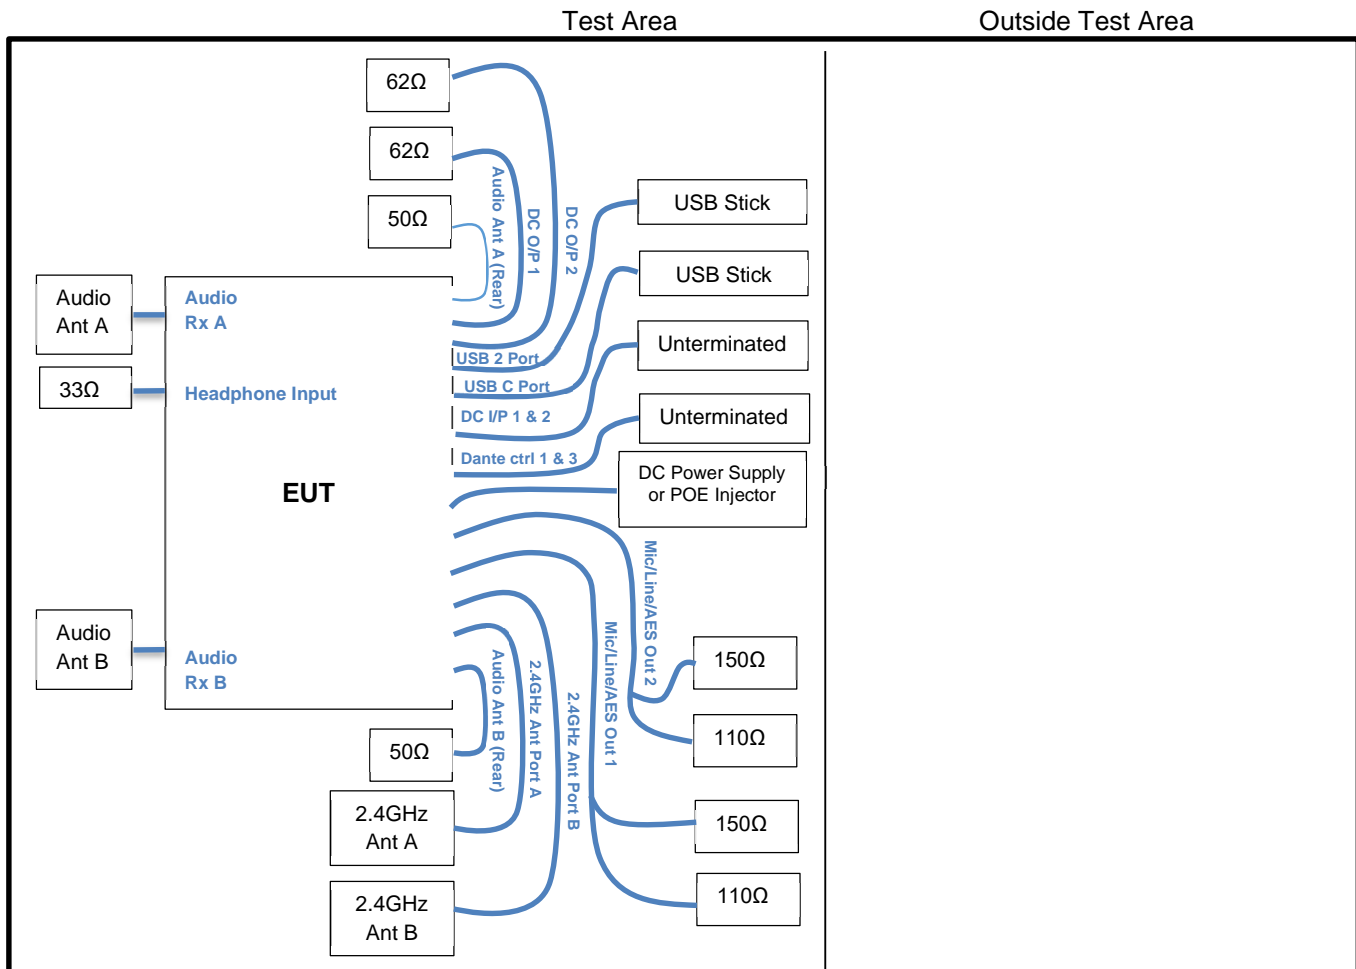 Test Area
Outside Test Area
62Ω
62Ω
50Ω
Audio Ant A (Rear)
DC O/P 1
DC O/P 2
USB Stick
USB Stick
Unterminated
Unterminated
DC Power Supply
or POE Injector
Audio
Ant A
Audio
Rx A
33Ω
Headphone Input
USB 2 Port
USB C Port
DC I/P 1 & 2
Dante ctrl 1 & 3
EUT
Audio
Ant B
Audio
Rx B
Mic/Line/AES Out 2
Mic/Line/AES Out 1
2.4GHz Ant Port B
2.4GHz Ant Port A
Audio Ant B (Rear)
150Ω
110Ω
150Ω
110Ω
50Ω
2.4GHz
Ant A
2.4GHz
Ant B